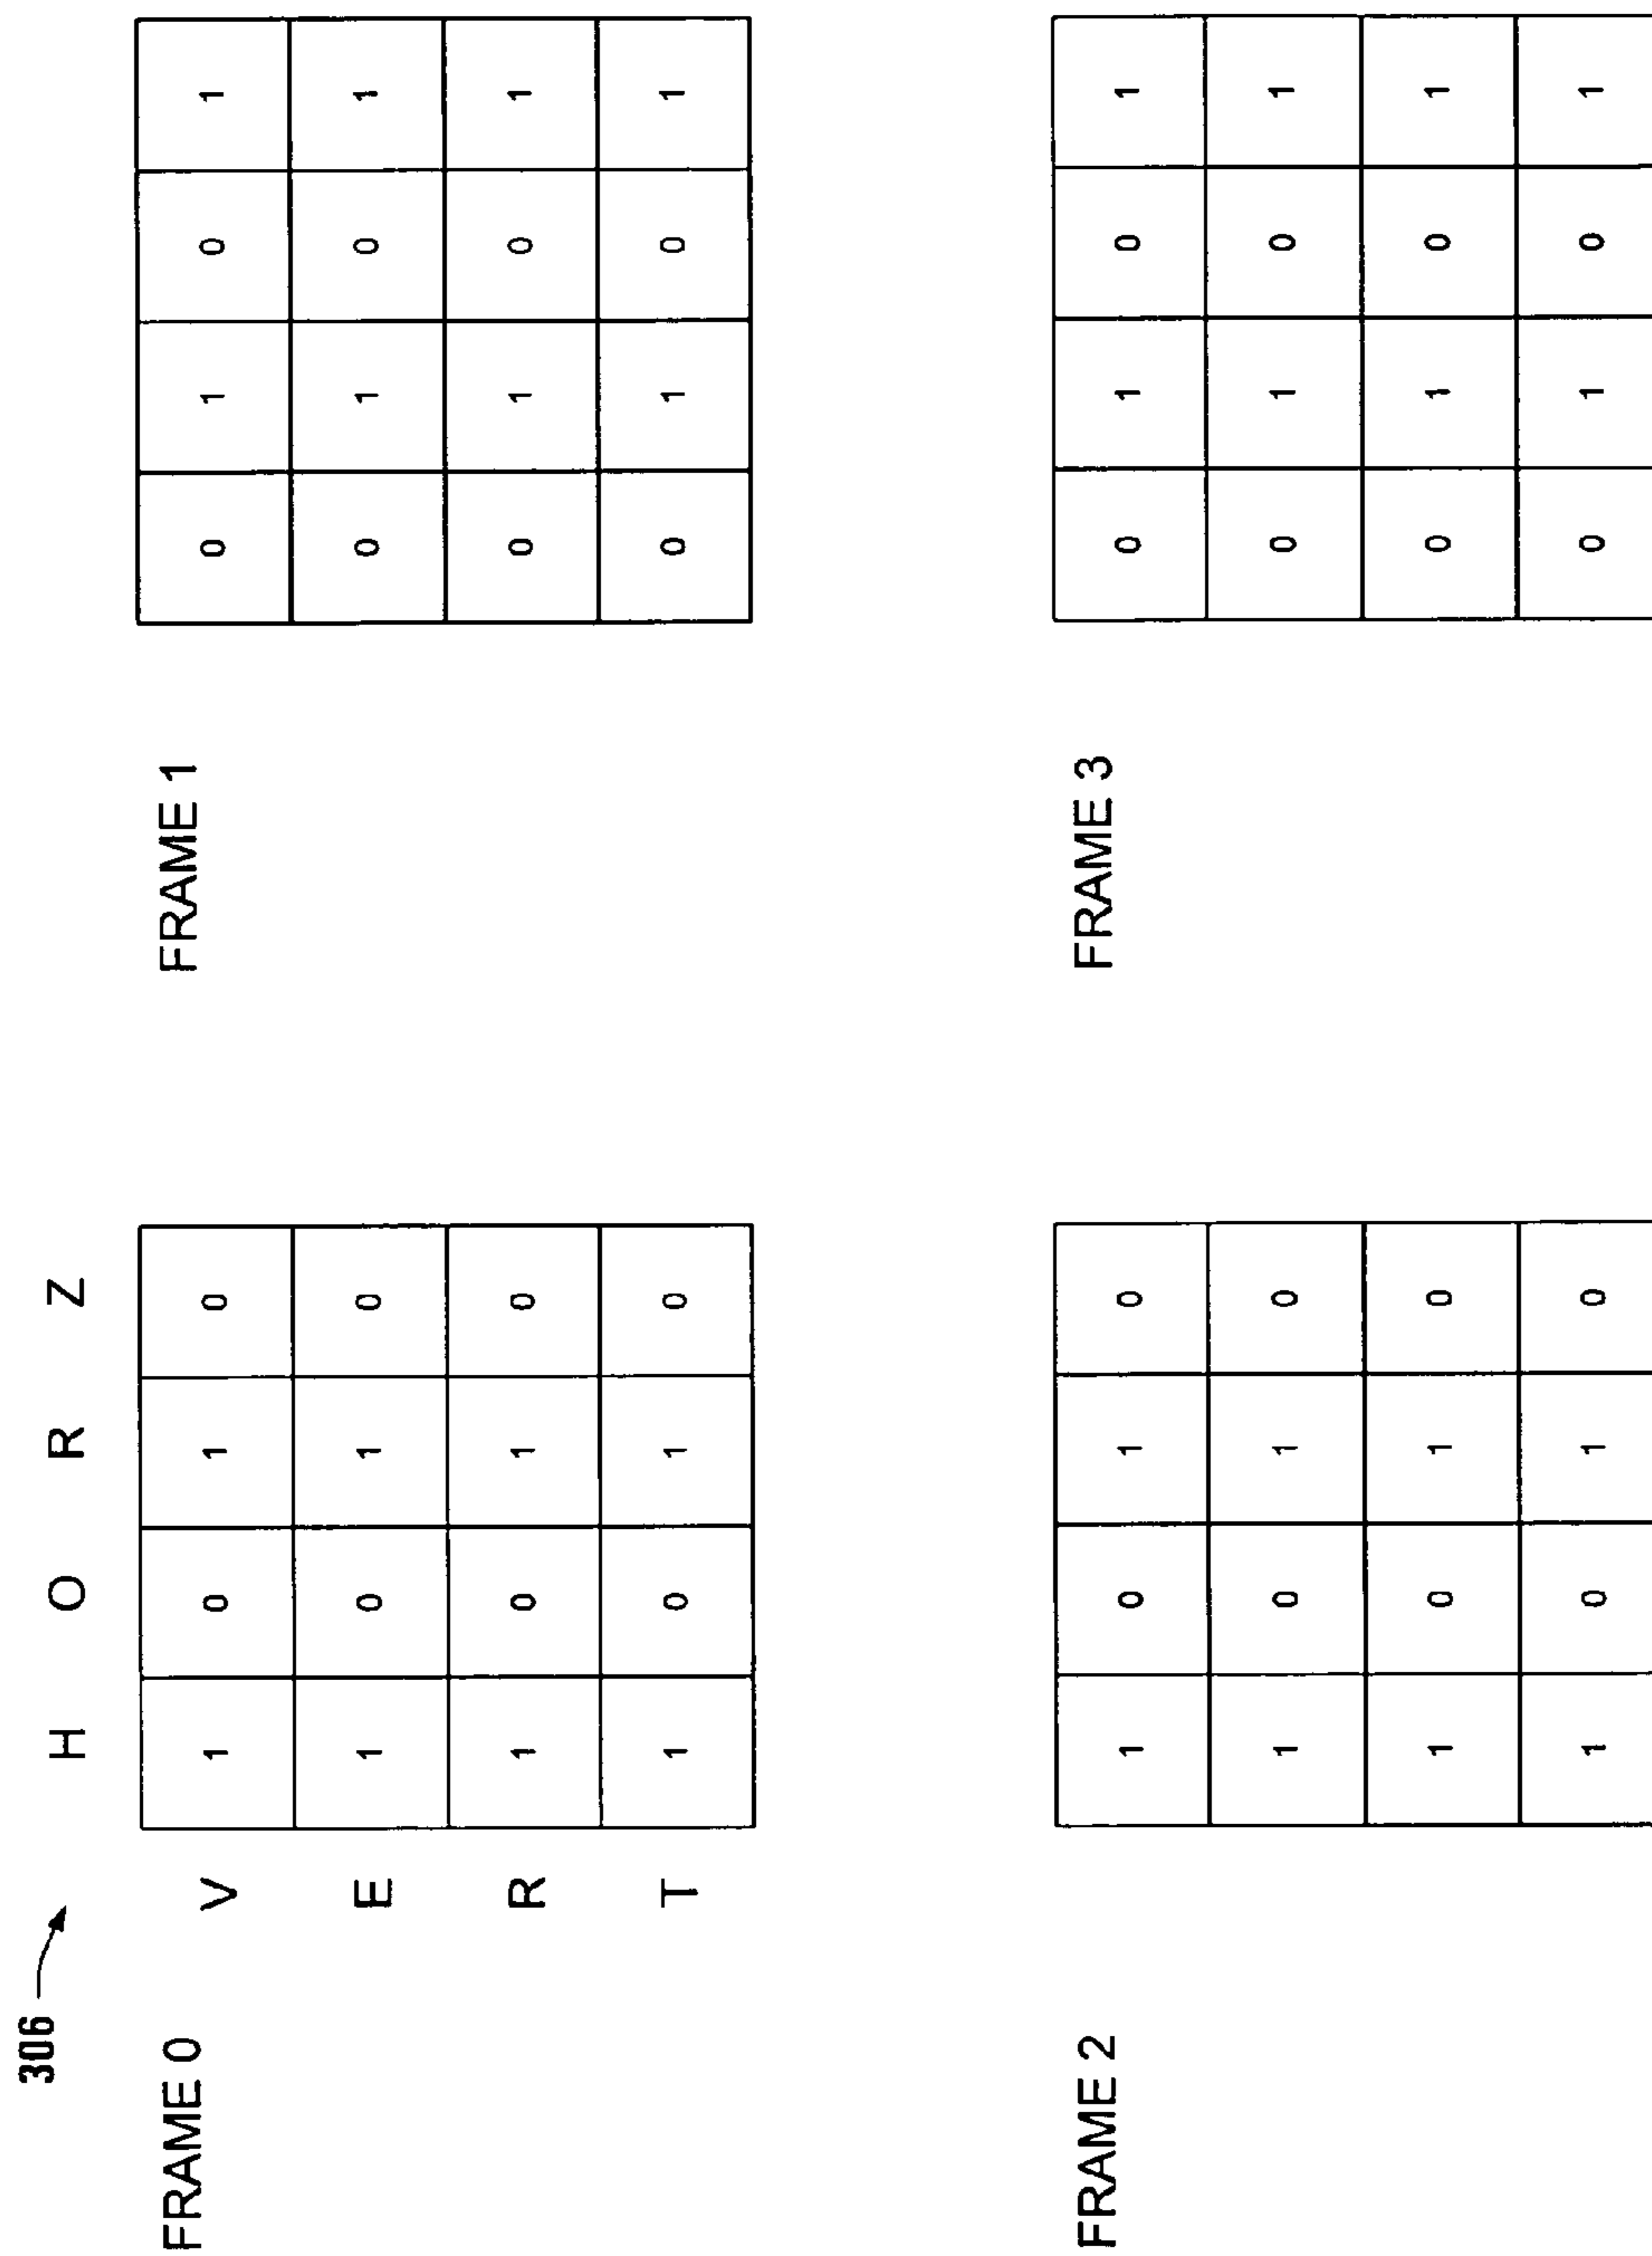 306
H O R Z
FRAME 0 V 1 0 1 0 FRAME 1 0 1 0 1
E 1 0 1 0 0 1 0 1
R 1 0 1 0 0 1 0 1
T 1 0 1 0 0 1 0 1
FRAME 2 1 0 1 0 FRAME 3 0 1 0 1
1 0 1 0 0 1 0 1
1 0 1 0 0 1 0 1
1 0 1 0 0 1 0 1